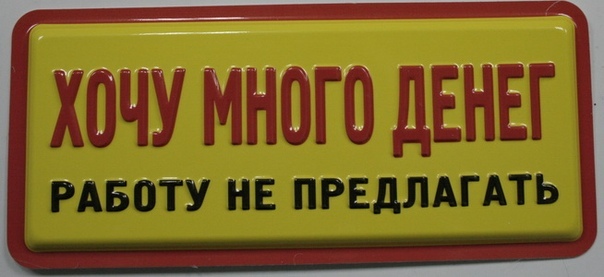 ХОЧУ МНОГО ДЕНЕГ
РАБОТУ НЕ ПРЕДЛАГАТЬ